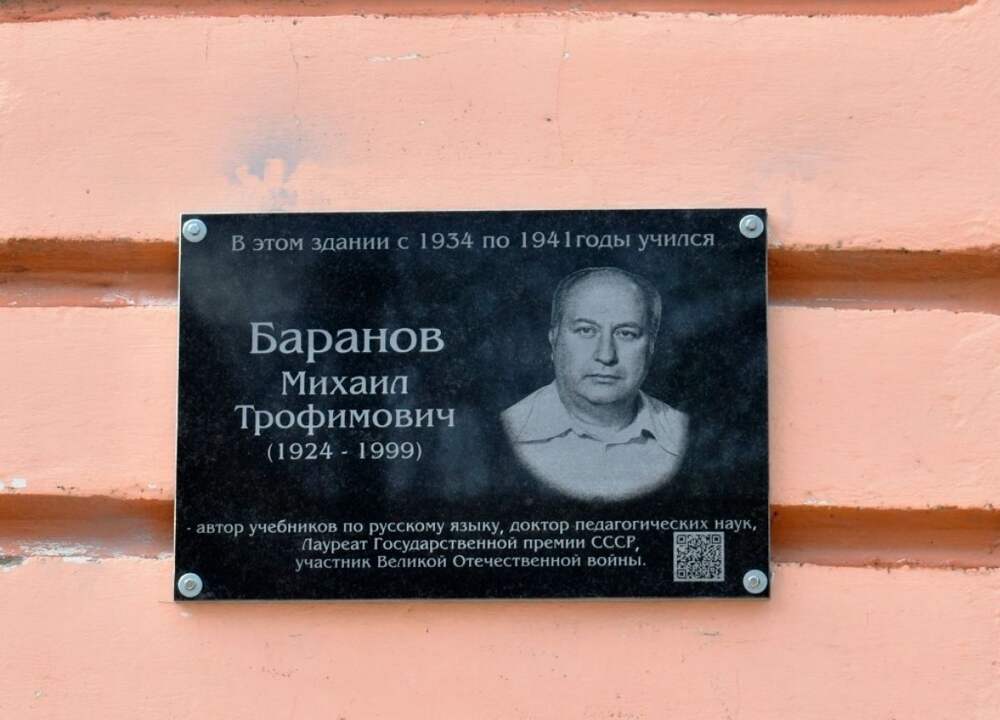 В этом здании с 1934 по 1941годы учился
Баранов
Михаил
Трофимович
(1924 - 1999)
- автор учебников по русскому языку, доктор педагогических наук,
Лауреат Государственной премии СССР,
участник Великой Отечественной войны.